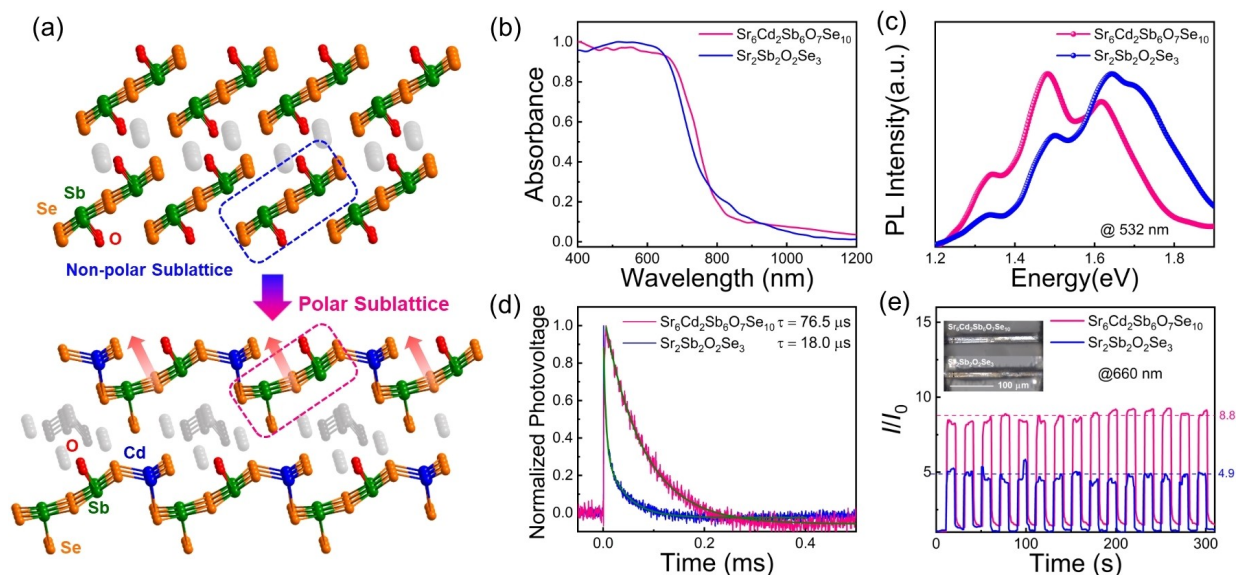 (a)
Sb
Se
O
Non-polar Sublattice
Polar Sublattice
O
Cd
Sb
Se
(b)
Sr₆Cd₂Sb₆O₇Se₁₀
Sr₂Sb₂O₂Se₃
Absorbance
1.0
0.8
0.6
0.4
0.2
0.0
400 600 800 1000 1200
Wavelength (nm)
(c)
Sr₆Cd₂Sb₆O₇Se₁₀
Sr₂Sb₂O₂Se₃
PL Intensity(a.u.)
@ 532 nm
1.2 1.4 1.6 1.8
Energy(eV)
(d)
Sr₆Cd₂Sb₆O₇Se₁₀ τ = 76.5 μs
Sr₂Sb₂O₂Se₃ τ = 18.0 μs
Normalized Photovoltage
1.0
0.8
0.6
0.4
0.2
0.0
0.0 0.2 0.4
Time (ms)
(e)
Sr₆Cd₂Sb₆O₇Se₁₀
Sr₂Sb₂O₂Se₃
Sr₆Cd₂Sb₆O₇Se₁₀
Sr₂Sb₂O₂Se₃
100 μm
@660 nm
I/I₀
15
10
5
8.8
4.9
0 100 200 300
Time (s)